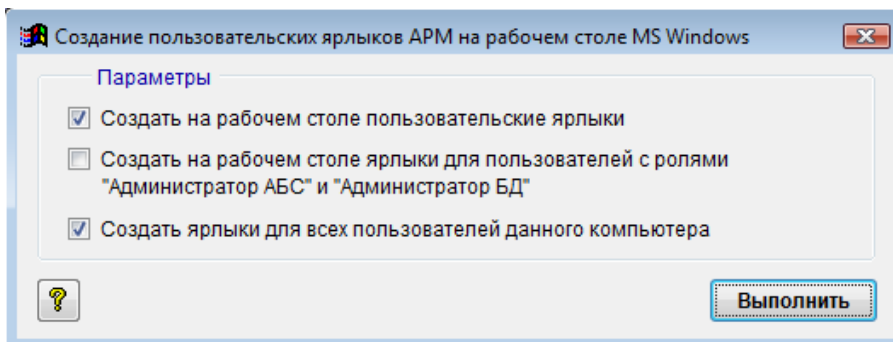 Создание пользовательских ярлыков АРМ на рабочем столе MS Windows
Параметры
Создать на рабочем столе пользовательские ярлыки
Создать на рабочем столе ярлыки для пользователей с ролями
"Администратор АБС" и "Администратор БД"
Создать ярлыки для всех пользователей данного компьютера
?
Выполнить